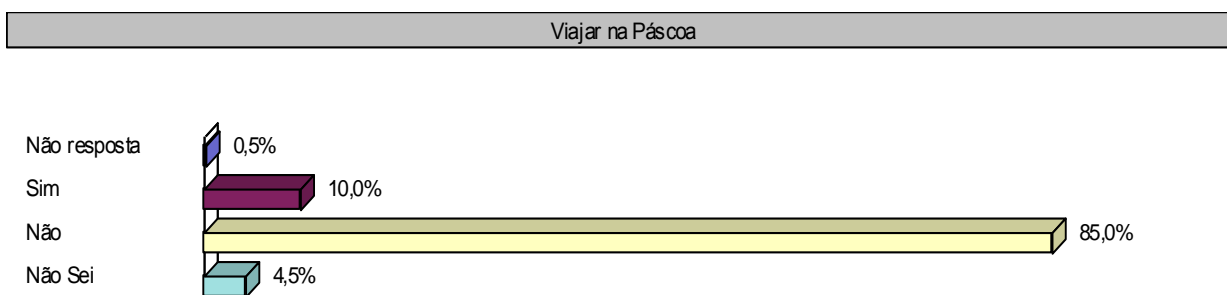 Viajar na Páscoa
Não resposta 0,5%
Sim 10,0%
Não 85,0%
Não Sei 4,5%